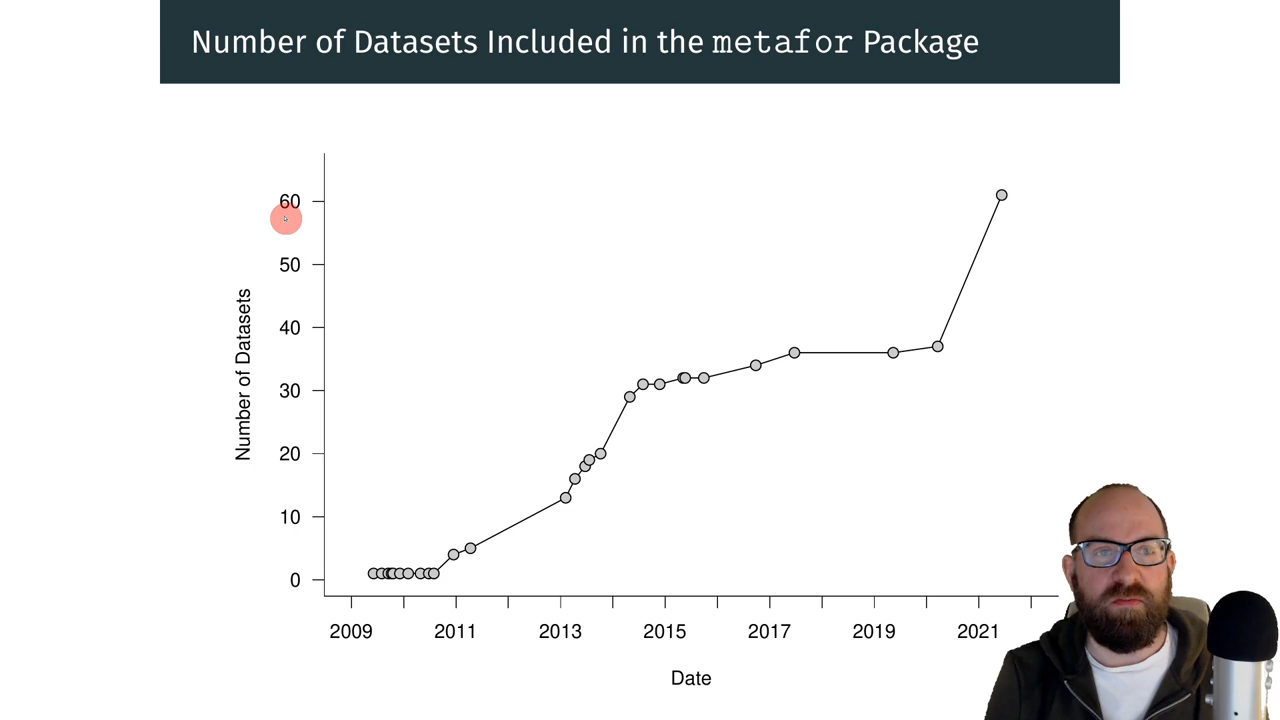 Number of Datasets Included in the metafor Package
60
50
40
30
20
10
0
Number of Datasets
2009 2011 2013 2015 2017 2019 2021
Date